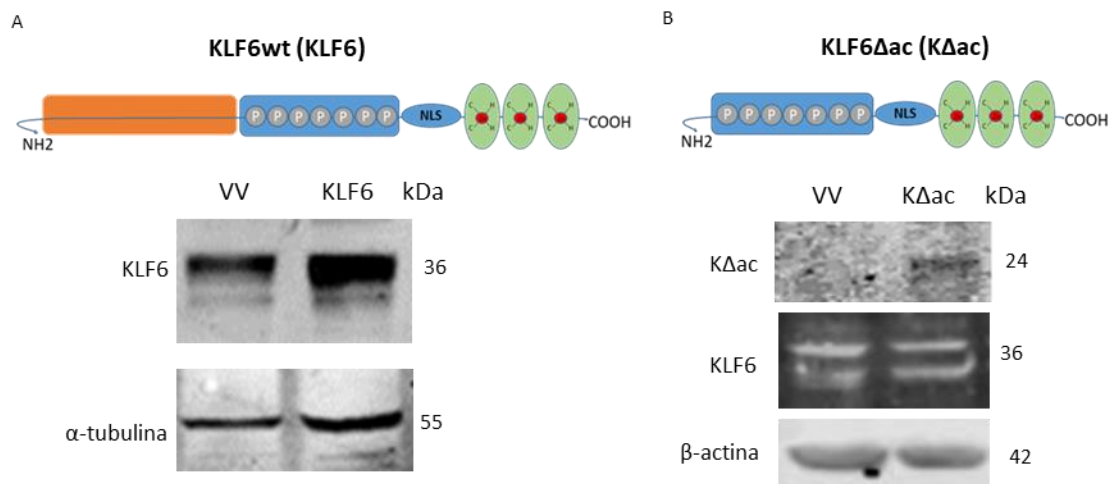 A
KLF6wt (KLF6)
P P P P P P P
NLS
C H C H C H
C H C H C H
NH2
COOH
VV KLF6 kDa
KLF6 36
α-tubulina 55
B
KLF6Δac (KΔac)
P P P P P P P
NLS
C H C H C H
C H C H C H
NH2
COOH
VV KΔac kDa
KΔac 24
KLF6 36
β-actina 42